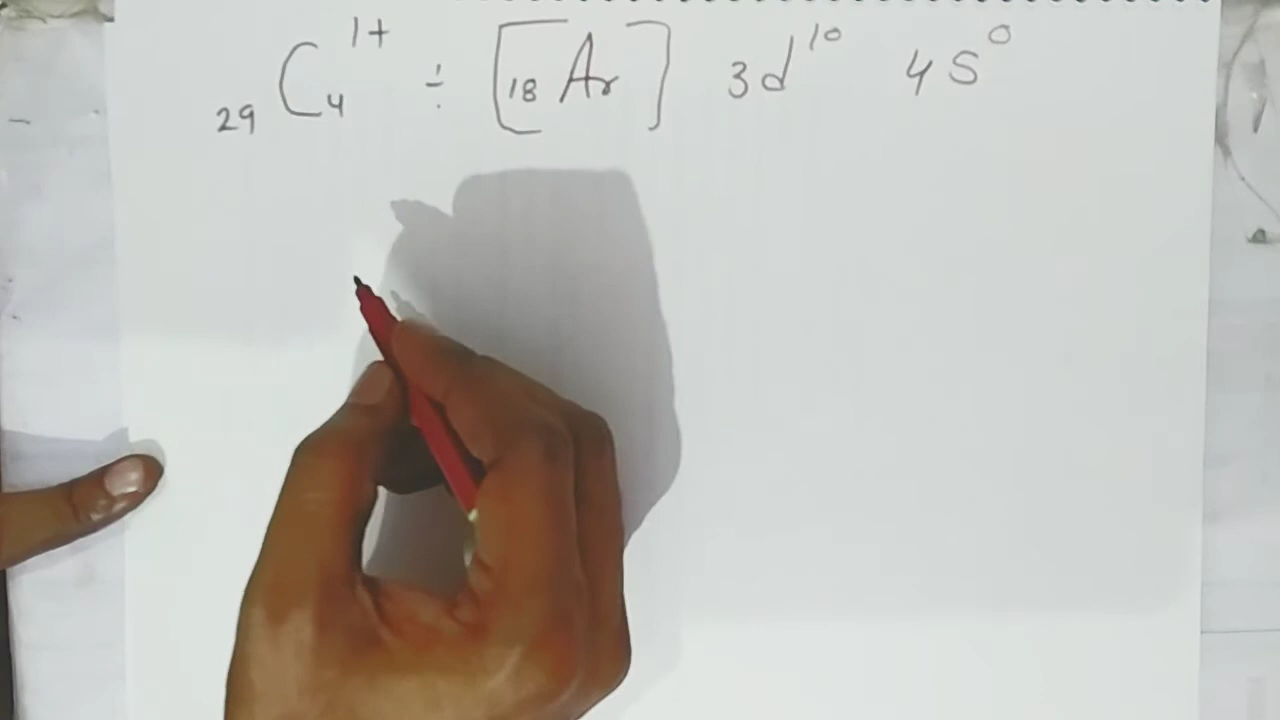 ₂₉Cu¹⁺ ÷ [₁₈Ar] 3d¹⁰ 4s⁰